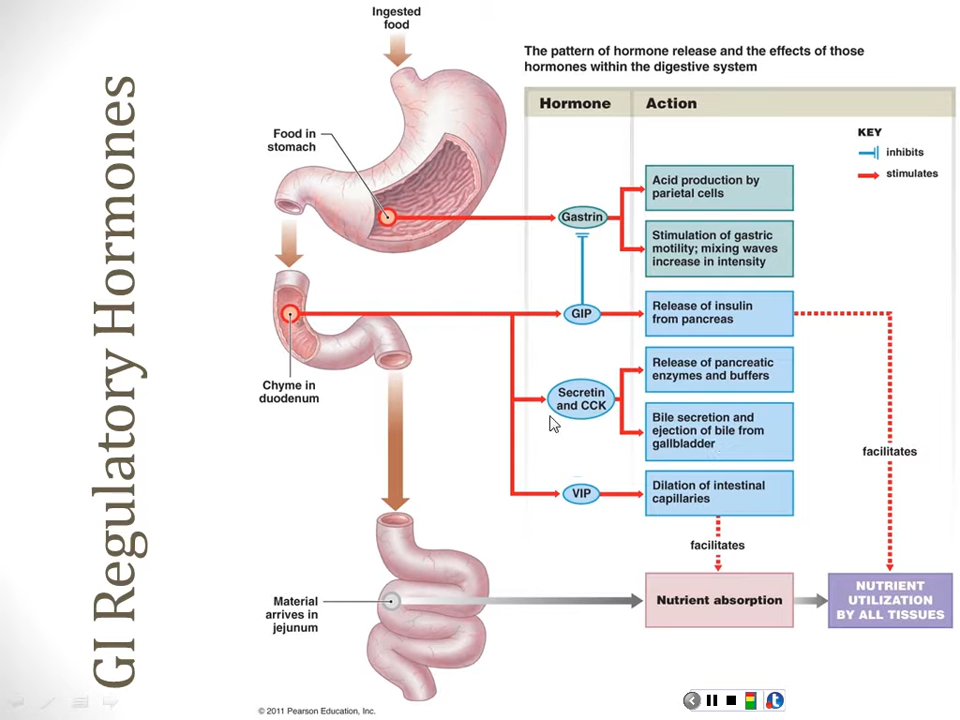 GI Regulatory Hormones
Ingested
food
The pattern of hormone release and the effects of those
hormones within the digestive system
Hormone
Action
KEY
inhibits
stimulates
Food in
stomach
Gastrin
Acid production by
parietal cells
Stimulation of gastric
motility; mixing waves
increase in intensity
Chyme in
duodenum
GIP
Release of insulin
from pancreas
Secretin
and CCK
Release of pancreatic
enzymes and buffers
Bile secretion and
ejection of bile from
gallbladder
facilitates
VIP
Dilation of intestinal
capillaries
facilitates
Material
arrives in
jejunum
Nutrient absorption
NUTRIENT
UTILIZATION
BY ALL TISSUES
© 2011 Pearson Education, Inc.